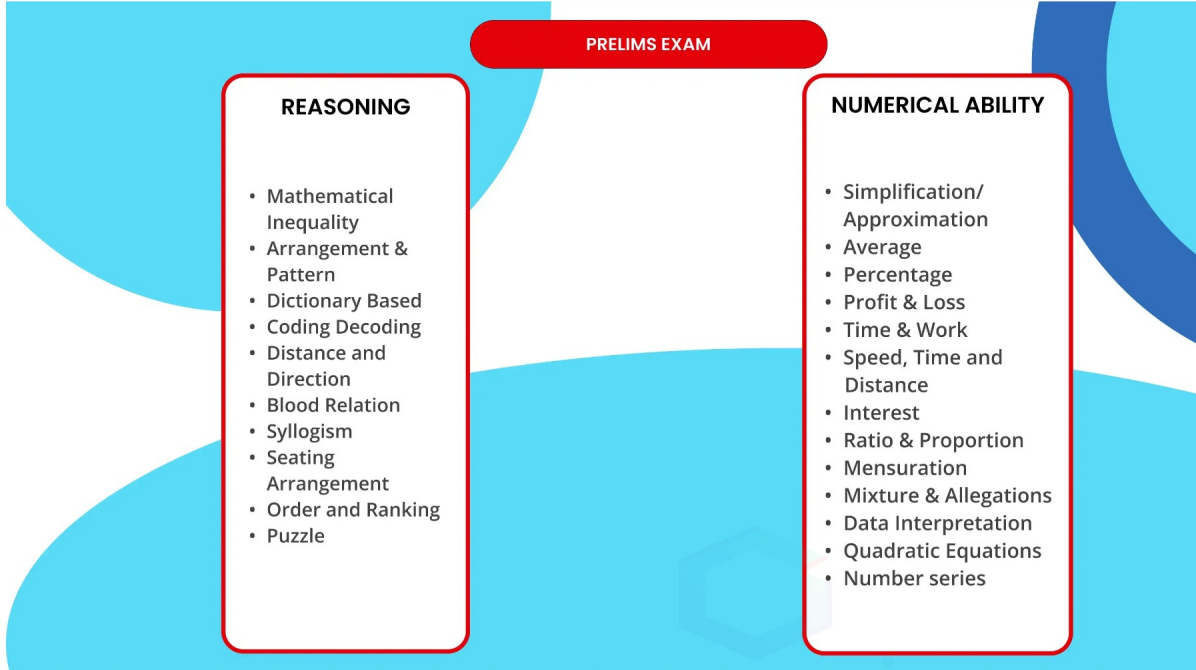 PRELIMS EXAM
REASONING
• Mathematical
Inequality
• Arrangement &
Pattern
• Dictionary Based
• Coding Decoding
• Distance and
Direction
• Blood Relation
• Syllogism
• Seating
Arrangement
• Order and Ranking
• Puzzle
NUMERICAL ABILITY
• Simplification/
Approximation
• Average
• Percentage
• Profit & Loss
• Time & Work
• Speed, Time and
Distance
• Interest
• Ratio & Proportion
• Mensuration
• Mixture & Allegations
• Data Interpretation
• Quadratic Equations
• Number series